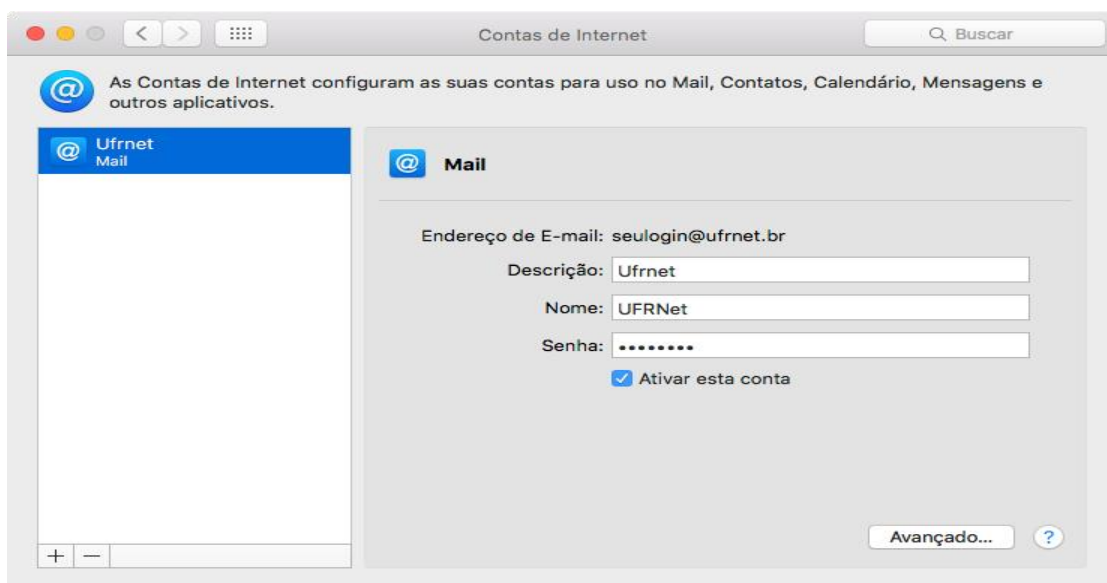 Contas de Internet
Buscar
As Contas de Internet configuram as suas contas para uso no Mail, Contatos, Calendário, Mensagens e
outros aplicativos.
Ufrnet
Mail
Mail
Endereço de E-mail: seulogin@ufrnet.br
Descrição: Ufrnet
Nome: UFRNet
Senha: ••••••••
Ativar esta conta
Avançado... ?
+ −